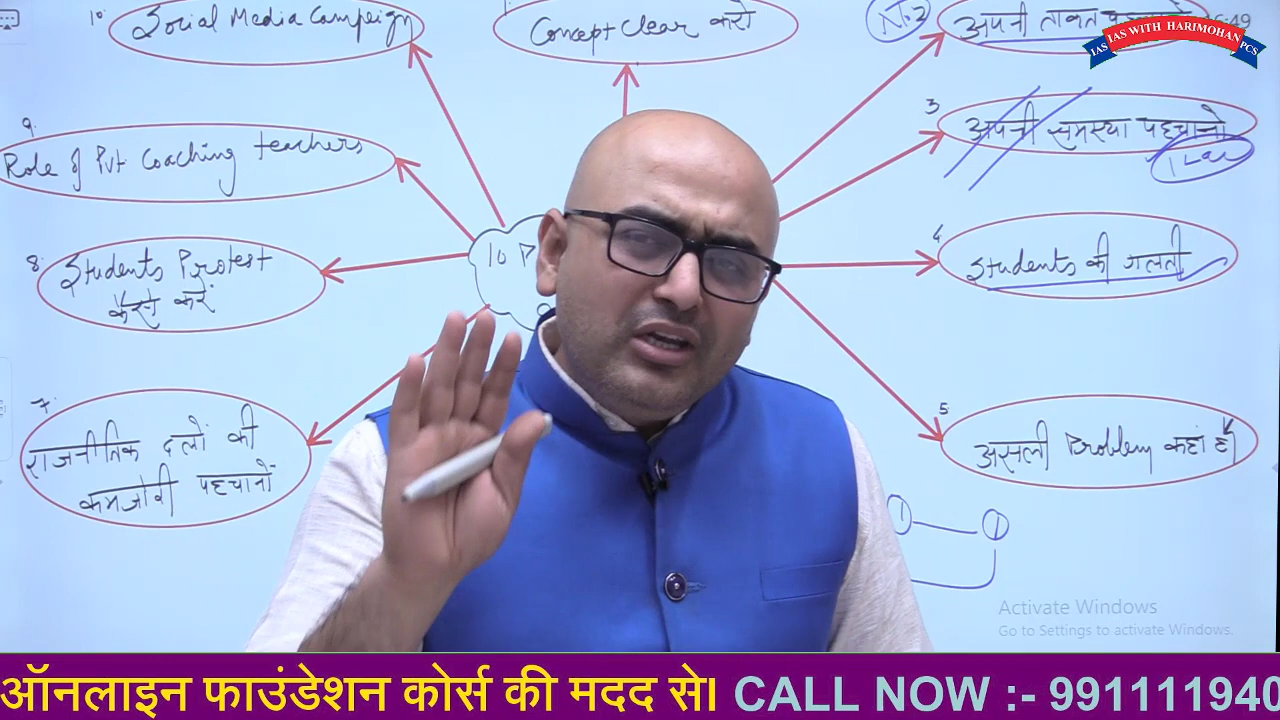 10. Social Media Campaign
Concept Clear करो
No. 2
अपनी ताकत
:49
IAS IAS WITH HARIMOHAN PCS
9. Role of Pvt Coaching teachers
3 अपनी समस्या पहचानो
8. Students Protest
कैसे करें
10
4 Students की गलती
7. राजनीतिक दलों की
कमजोरी पहचानों
5 असली Problem कहां है
1 1
Activate Windows
Go to Settings to activate Windows.
ऑनलाइन फाउंडेशन कोर्स की मदद से। CALL NOW :- 991111940